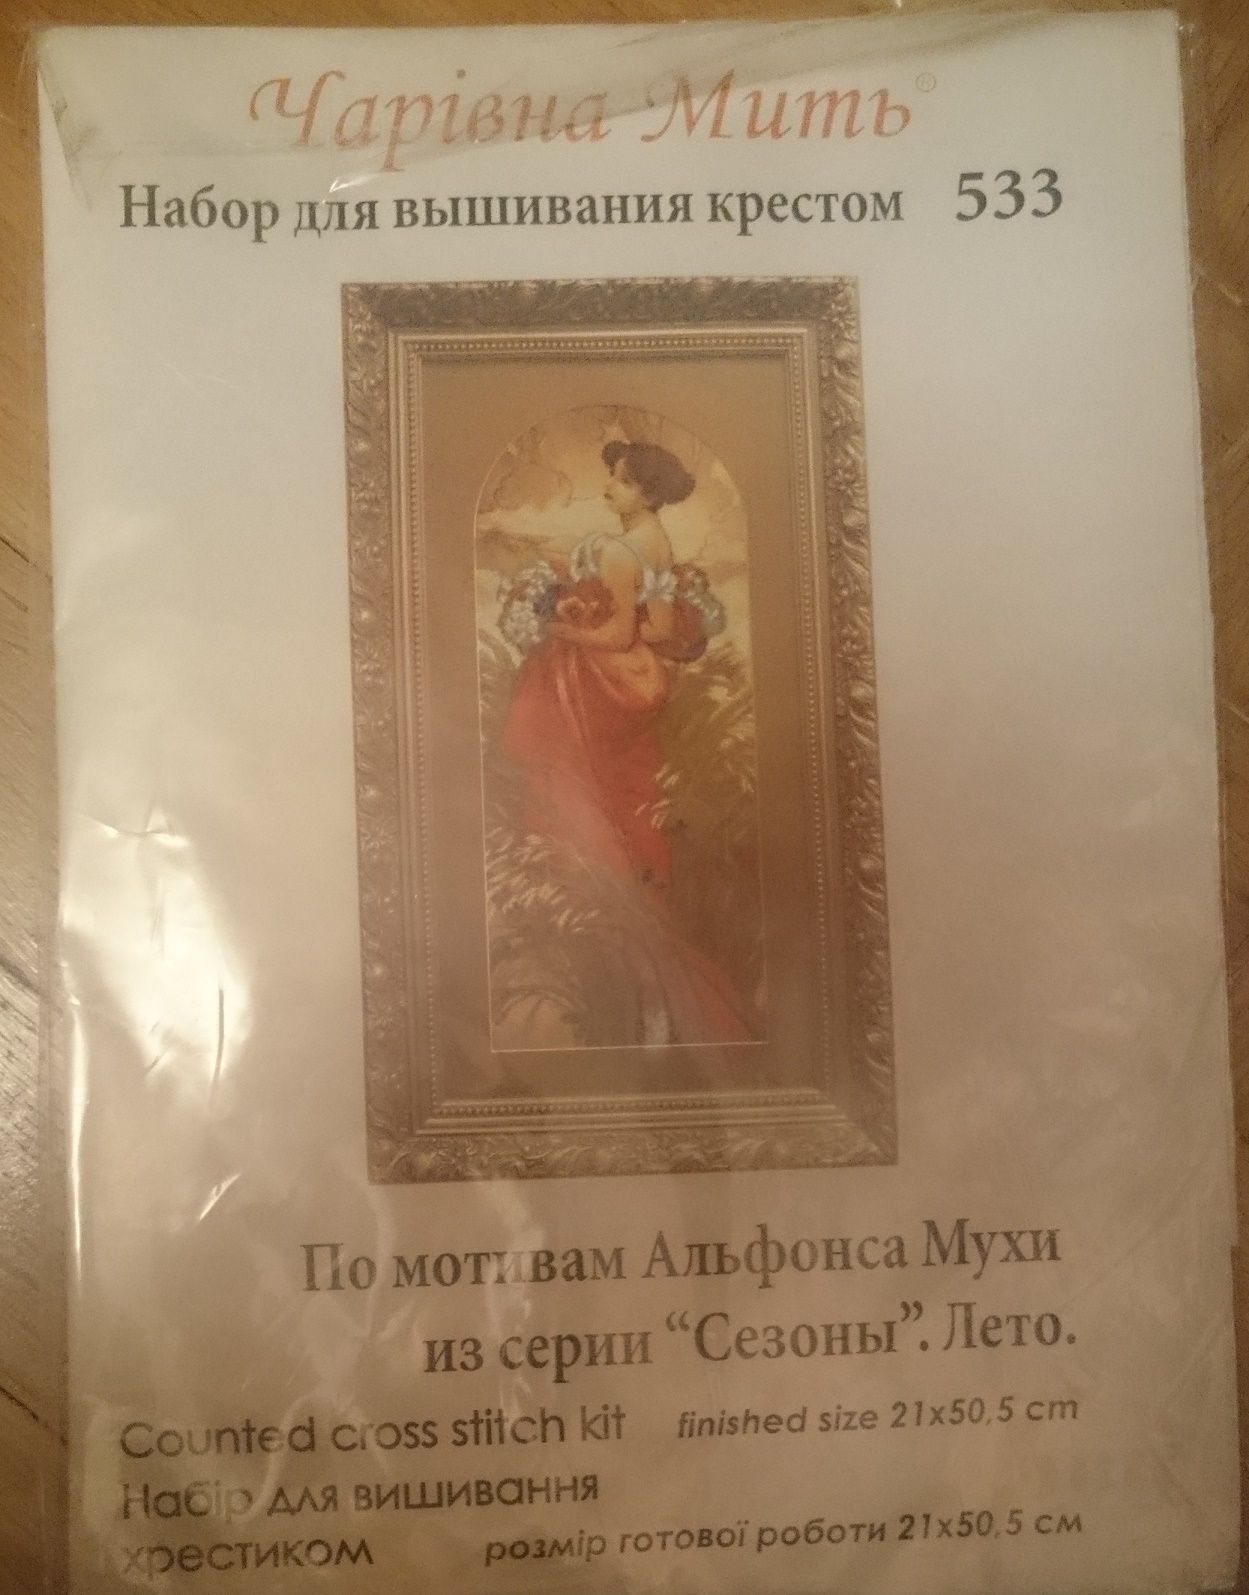 Чарівна Мить®
Набор для вышивания крестом 533
По мотивам Альфонса Мухи
из серии “Сезоны”. Лето.
Counted cross stitch kit finished size 21x50,5 cm
Набір для вишивання
хрестиком розмір готової роботи 21x50,5 см